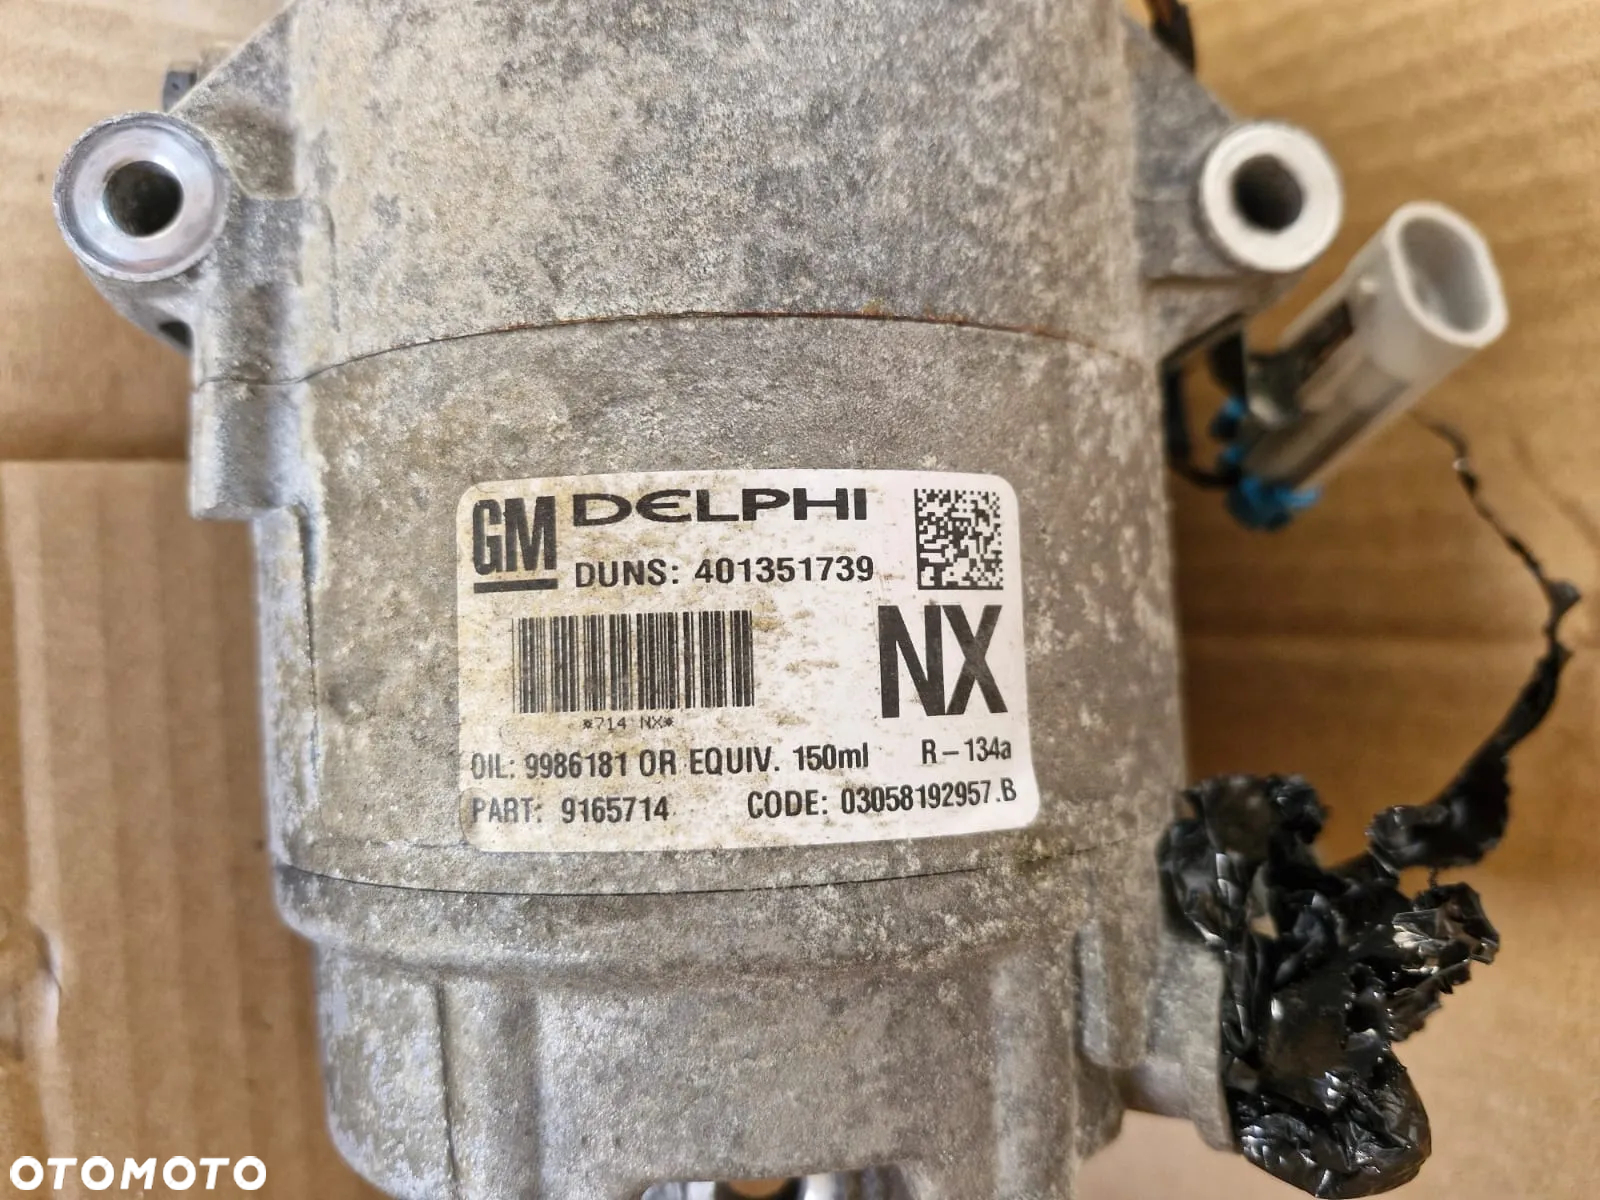 GM DELPHI
DUNS: 401351739
*714 NX*
NX
OIL: 9986181 OR EQUIV. 150ml R-134a
PART: 9165714 CODE: 03058192957.B
OTOMOTO